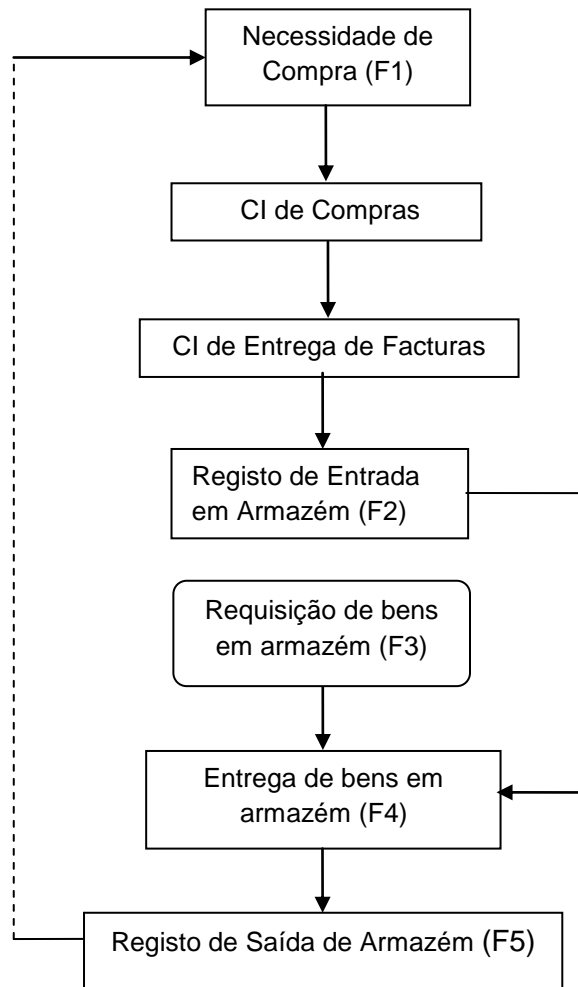 Necessidade de
Compra (F1)
CI de Compras
CI de Entrega de Facturas
Registo de Entrada
em Armazém (F2)
Requisição de bens
em armazém (F3)
Entrega de bens em
armazém (F4)
Registo de Saída de Armazém (F5)